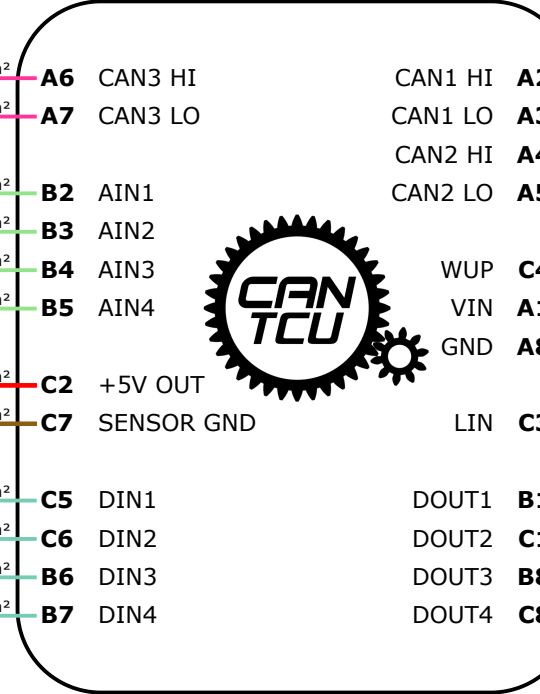 A6 CAN3 HI CAN1 HI
A7 CAN3 LO CAN1 LO
CAN2 HI
B2 AIN1 CAN2 LO
B3 AIN2
B4 AIN3 WUP
B5 AIN4 VIN
CAN
TCU
GND
C2 +5V OUT
C7 SENSOR GND LIN
C5 DIN1 DOUT1
C6 DIN2 DOUT2
B6 DIN3 DOUT3
B7 DIN4 DOUT4